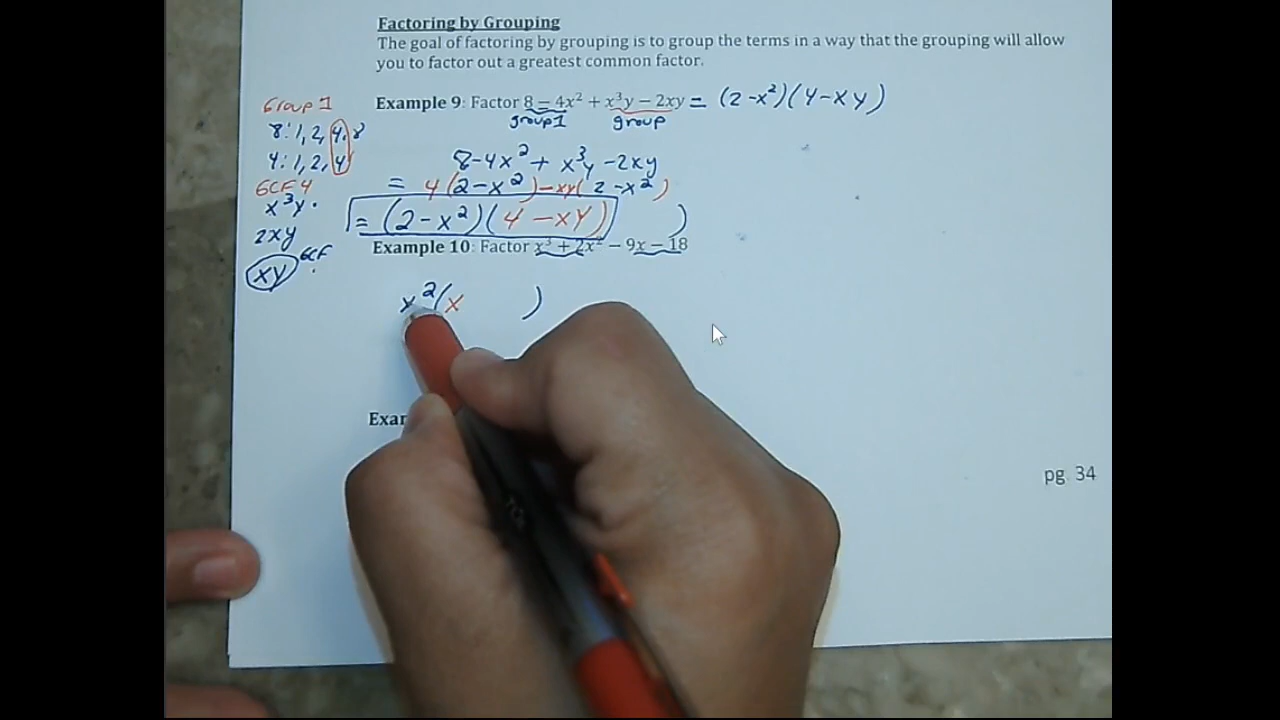 Factoring by Grouping
The goal of factoring by grouping is to group the terms in a way that the grouping will allow
you to factor out a greatest common factor.
Example 9: Factor 8 – 4x² + x³y – 2xy = (2-x²)(4-xy)
group1 group
Group 1
8: 1, 2, 4, 8
4: 1, 2, 4
GCF 4
x³y
2xy
xy GCF
8-4x² + x³y -2xy
= 4(2-x²)-xy(2-x²)
= (2-x²)(4-xy) )
Example 10: Factor x³ + 2x² – 9x – 18
x²(x )
Exa
pg. 34